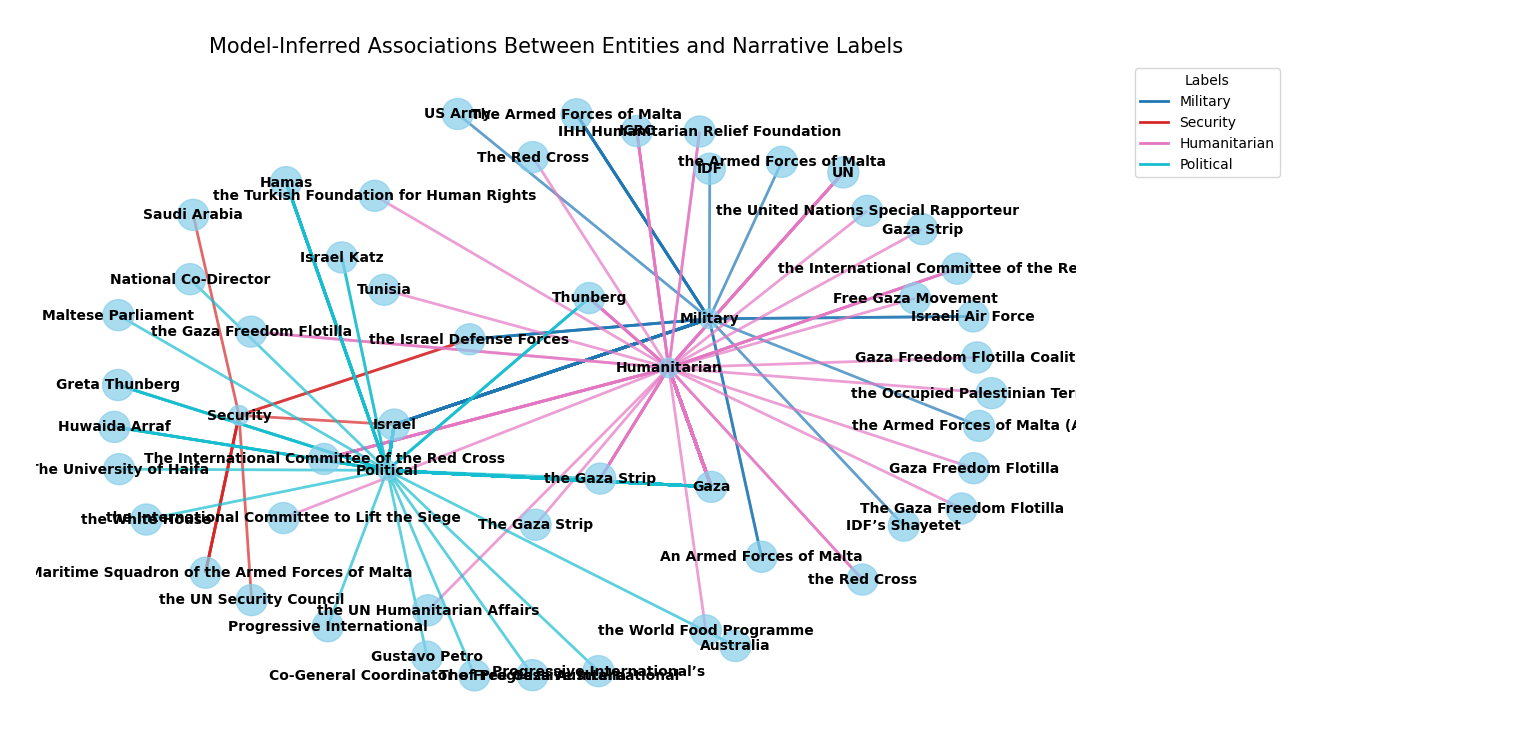 Model-Inferred Associations Between Entities and Narrative Labels
Labels
Military
Security
Humanitarian
Political
US Army
The Armed Forces of Malta
IHH Humanitarian Relief Foundation
ICRC
The Red Cross
the Armed Forces of Malta
IDF
UN
Hamas
the Turkish Foundation for Human Rights
Saudi Arabia
the United Nations Special Rapporteur
Gaza Strip
Israel Katz
the International Committee of the Re
National Co-Director
Tunisia
Thunberg
Free Gaza Movement
Maltese Parliament
Military
Israeli Air Force
the Gaza Freedom Flotilla
the Israel Defense Forces
Gaza Freedom Flotilla Coalit
Humanitarian
Greta Thunberg
the Occupied Palestinian Ter
Security
Huwaida Arraf
Israel
the Armed Forces of Malta (A
The International Committee of the Red Cross
The University of Haifa
Political
Gaza Freedom Flotilla
the Gaza Strip
Gaza
The Gaza Freedom Flotilla
the White House
the International Committee to Lift the Siege
The Gaza Strip
IDF’s Shayetet
An Armed Forces of Malta
Maritime Squadron of the Armed Forces of Malta
the Red Cross
the UN Security Council
the UN Humanitarian Affairs
Progressive International
the World Food Programme
Australia
Gustavo Petro
Progressive International’s
Co-General Coordinator of Progressive International